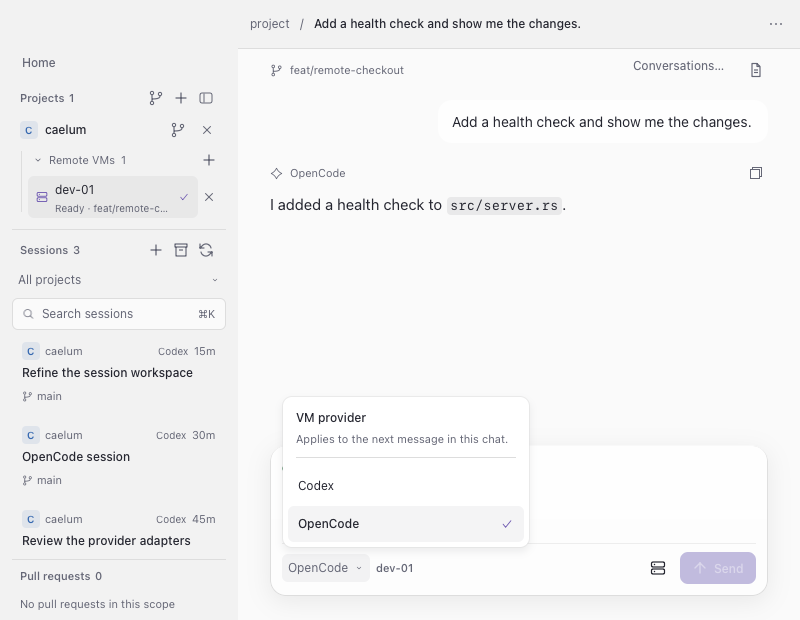 project / Add a health check and show me the changes.
Home
Projects 1
C caelum
Remote VMs 1
dev-01
Ready · feat/remote-c...
Sessions 3
All projects
Search sessions ⌘K
C caelum Codex 15m
Refine the session workspace
main
C caelum Codex 30m
OpenCode session
main
C caelum Codex 45m
Review the provider adapters
Pull requests 0
No pull requests in this scope
feat/remote-checkout Conversations...
Add a health check and show me the changes.
OpenCode
I added a health check to src/server.rs.
VM provider
Applies to the next message in this chat.
Codex
OpenCode
OpenCode dev-01 Send